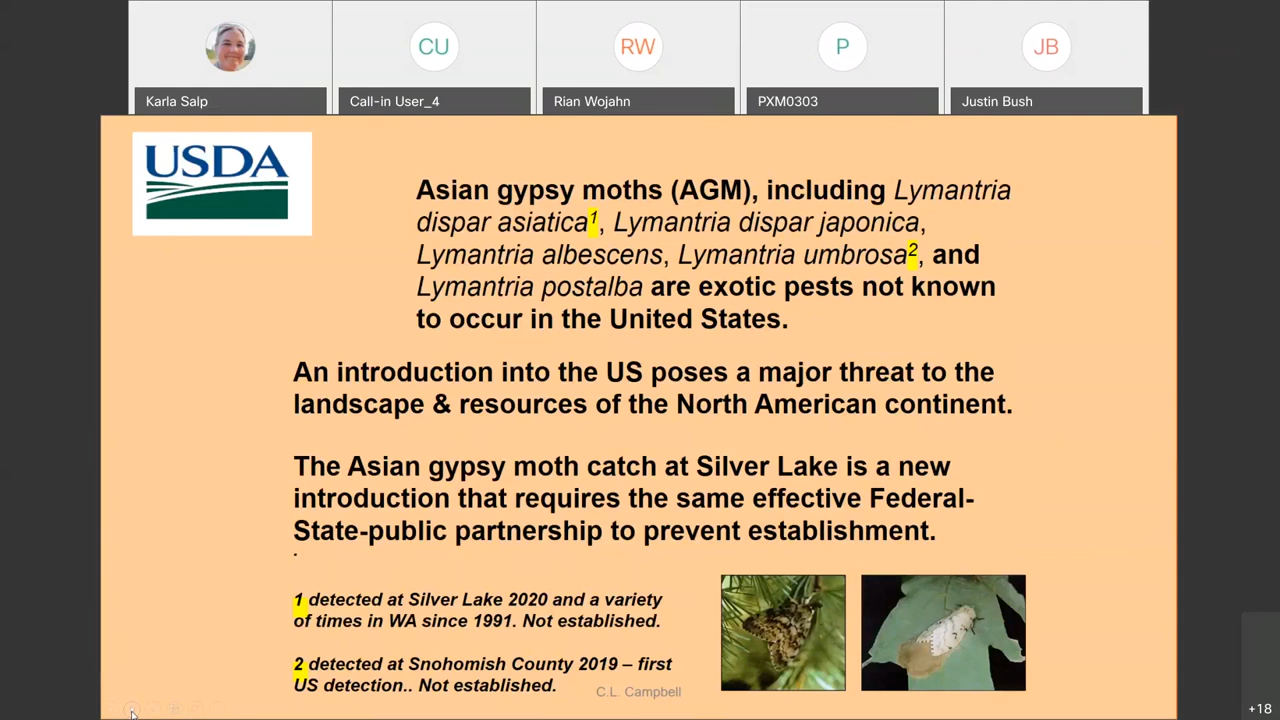 CU
RW
P
JB
Karla Salp
Call-in User_4
Rian Wojahn
PXM0303
Justin Bush
USDA
Asian gypsy moths (AGM), including Lymantria
dispar asiatica1, Lymantria dispar japonica,
Lymantria albescens, Lymantria umbrosa2, and
Lymantria postalba are exotic pests not known
to occur in the United States.
An introduction into the US poses a major threat to the
landscape & resources of the North American continent.
The Asian gypsy moth catch at Silver Lake is a new
introduction that requires the same effective Federal-
State-public partnership to prevent establishment.
.
1 detected at Silver Lake 2020 and a variety
of times in WA since 1991. Not established.
2 detected at Snohomish County 2019 – first
US detection.. Not established.
C.L. Campbell
+18